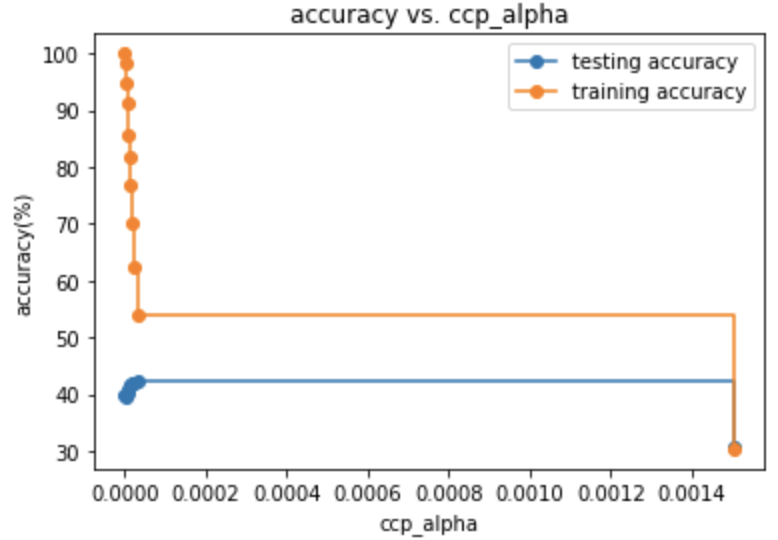 accuracy vs. ccp_alpha
testing accuracy
training accuracy
accuracy(%)
100
90
80
70
60
50
40
30
0.0000 0.0002 0.0004 0.0006 0.0008 0.0010 0.0012 0.0014
ccp_alpha